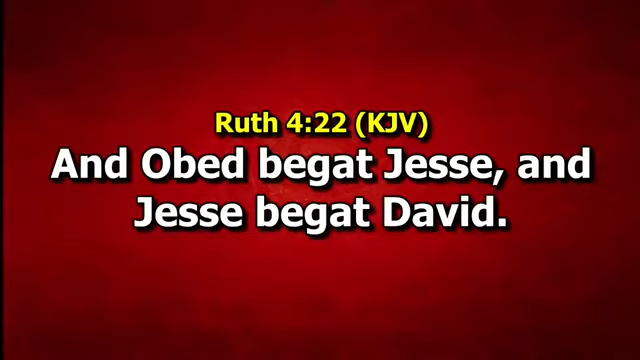 Ruth 4:22 (KJV)
And Obed begat Jesse, and
Jesse begat David.